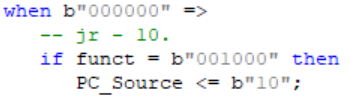 when b"000000" =>
-- jr - 10.
if funct = b"001000" then
PC_Source <= b"10";